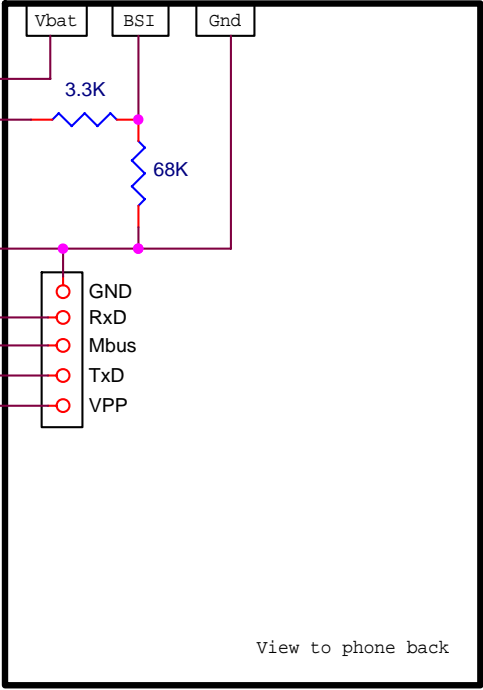 Vbat BSI Gnd
3.3K
68K
GND
RxD
Mbus
TxD
VPP
View to phone back